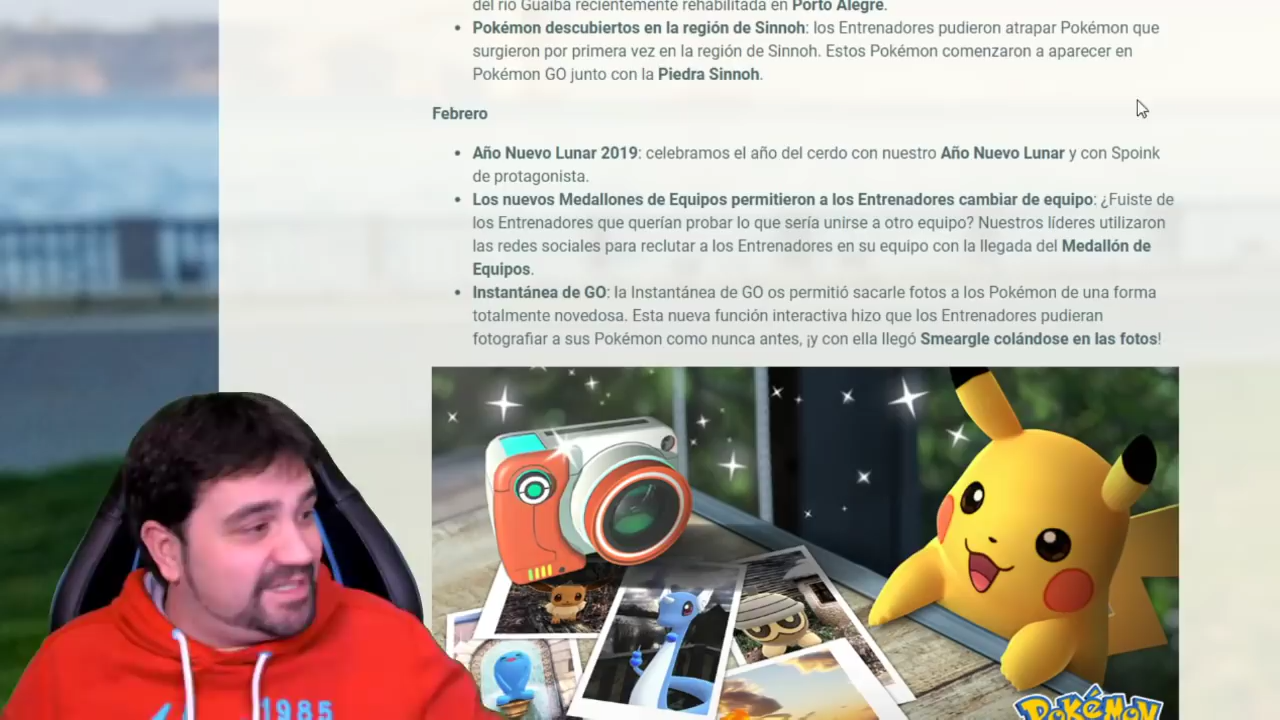 del río Guaíba recientemente rehabilitada en Porto Alegre.
• Pokémon descubiertos en la región de Sinnoh: los Entrenadores pudieron atrapar Pokémon que
surgieron por primera vez en la región de Sinnoh. Estos Pokémon comenzaron a aparecer en
Pokémon GO junto con la Piedra Sinnoh.
Febrero
• Año Nuevo Lunar 2019: celebramos el año del cerdo con nuestro Año Nuevo Lunar y con Spoink
de protagonista.
• Los nuevos Medallones de Equipos permitieron a los Entrenadores cambiar de equipo: ¿Fuiste de
los Entrenadores que querían probar lo que sería unirse a otro equipo? Nuestros líderes utilizaron
las redes sociales para reclutar a los Entrenadores en su equipo con la llegada del Medallón de
Equipos.
• Instantánea de GO: la Instantánea de GO os permitió sacarle fotos a los Pokémon de una forma
totalmente novedosa. Esta nueva función interactiva hizo que los Entrenadores pudieran
fotografiar a sus Pokémon como nunca antes, ¡y con ella llegó Smeargle colándose en las fotos!
1985
POKÉMON